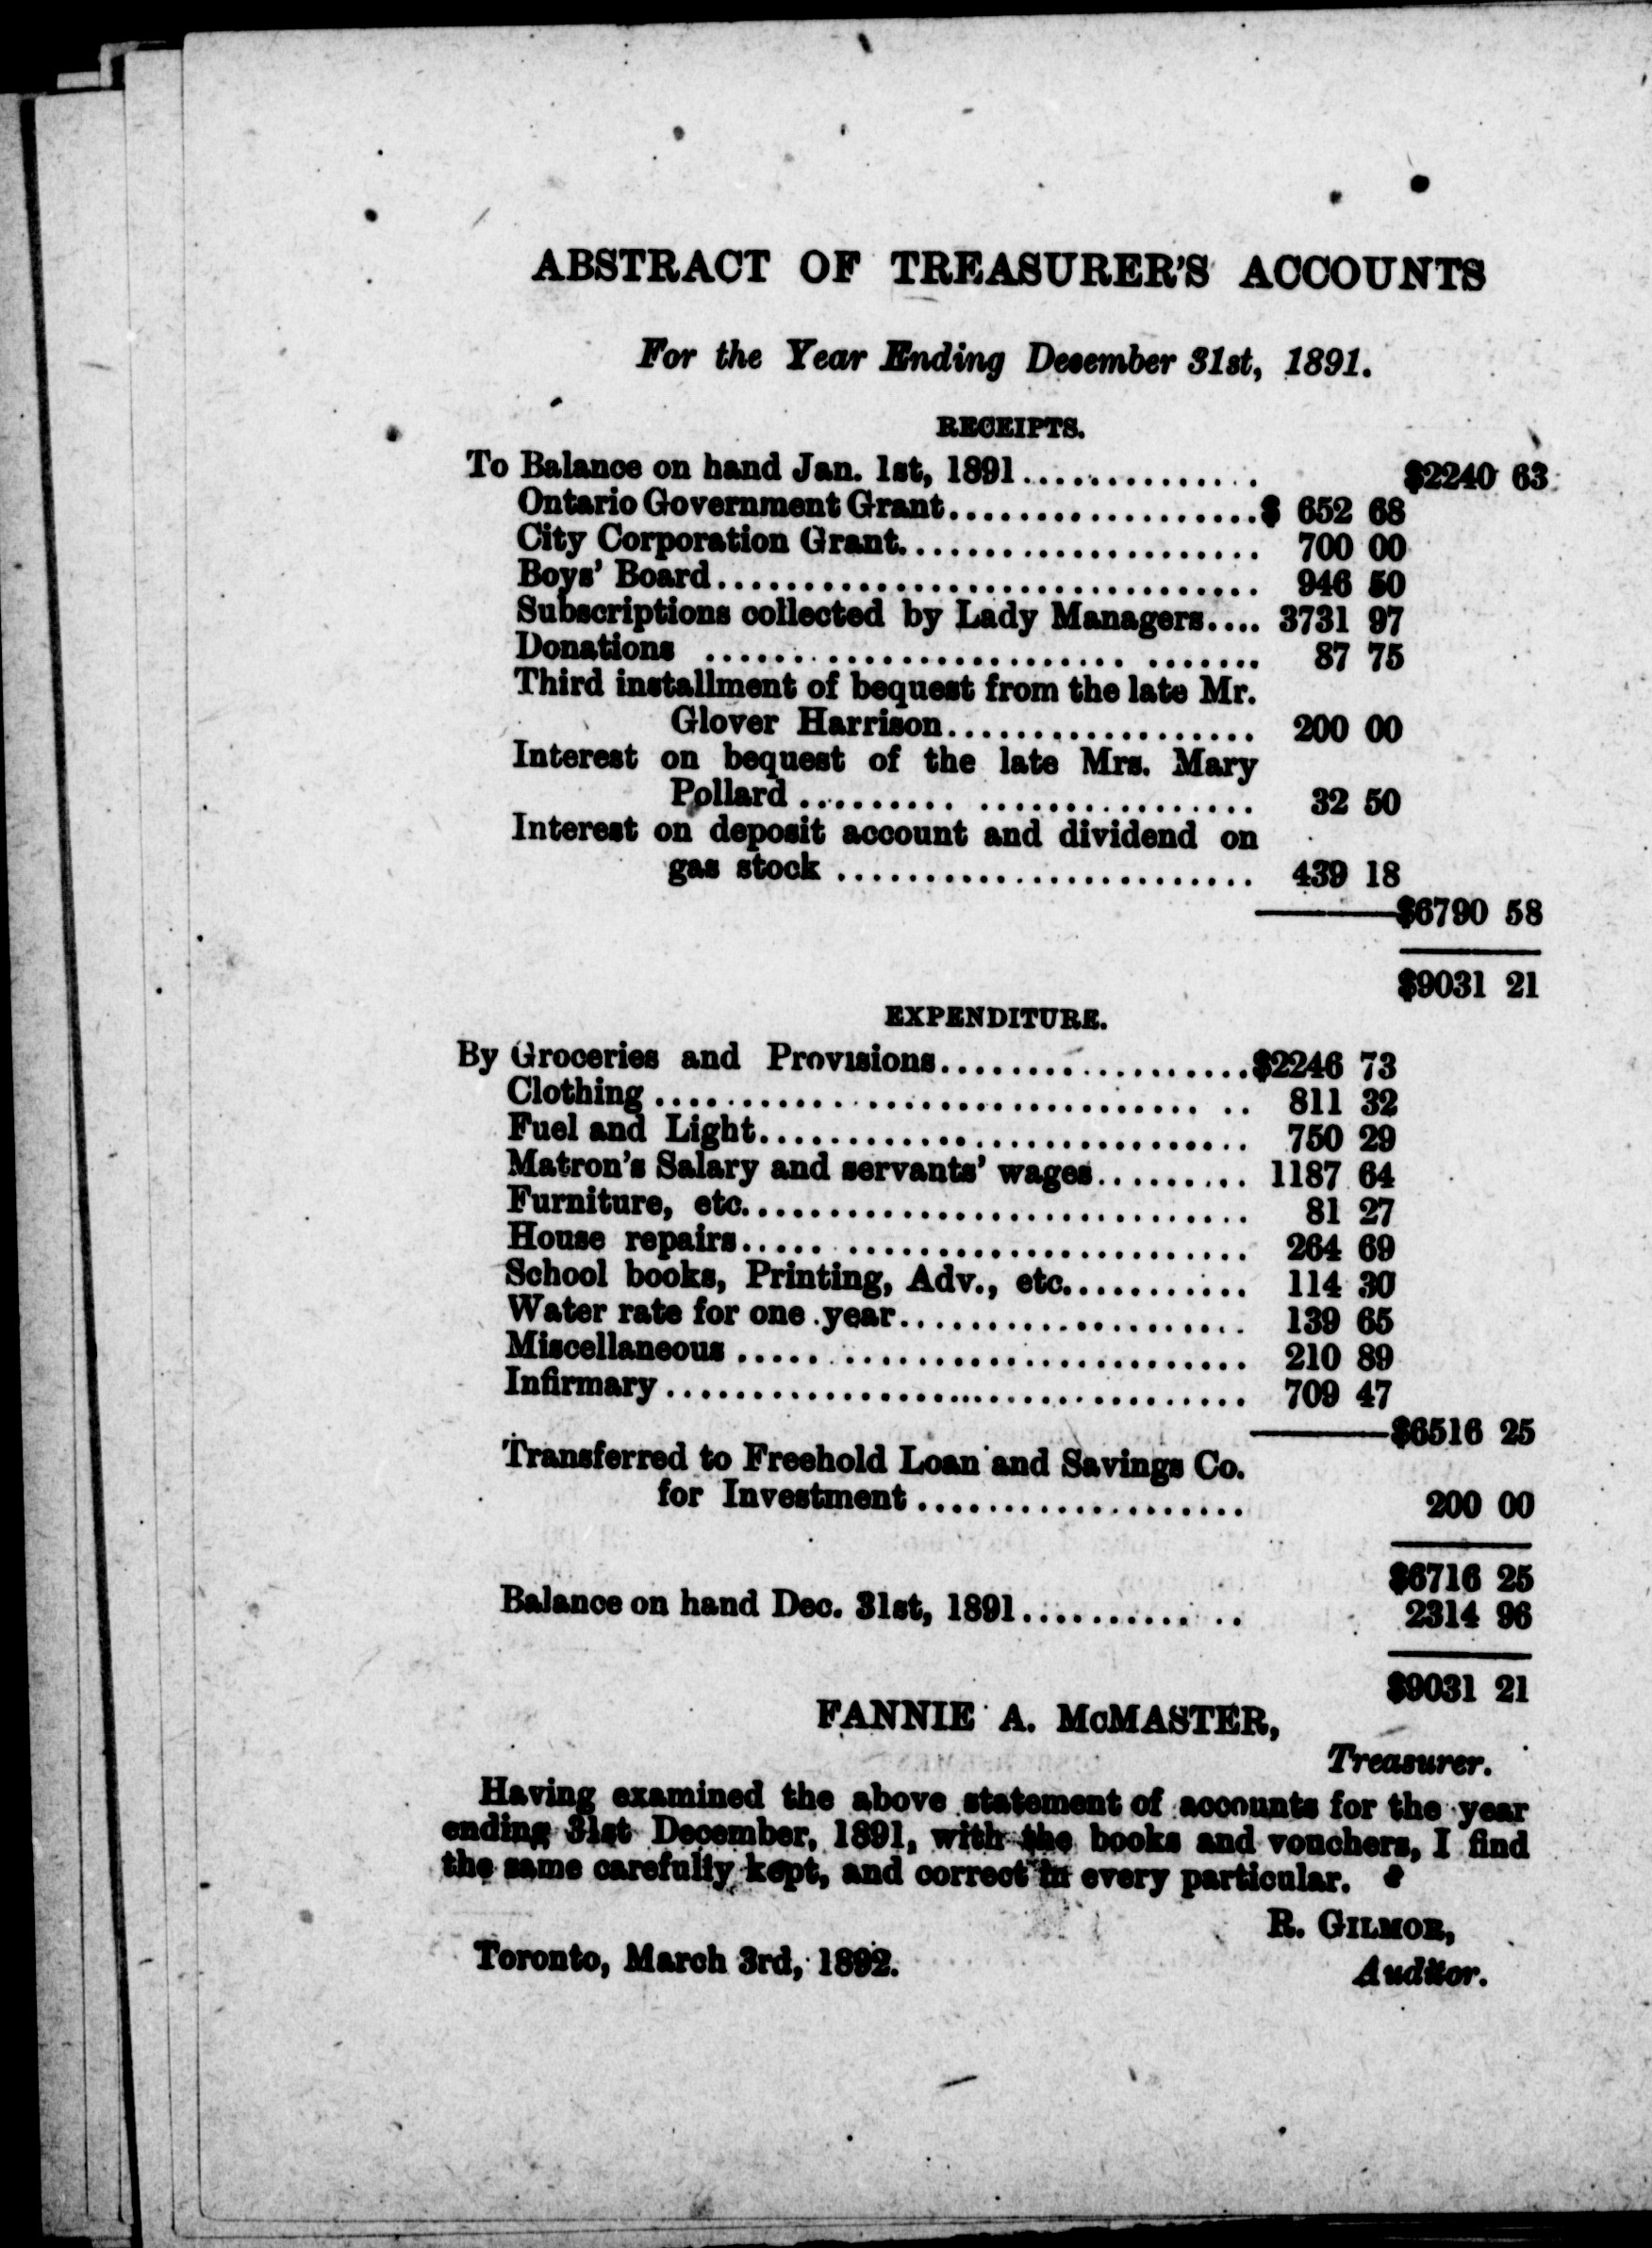 ABSTRACT OF TREASURER'S ACCOUNTS
For the Year Ending December 31st, 1891.
RECEIPTS.
To Balance on hand Jan. 1st, 1891.............. $2240 63
Ontario Government Grant...................$ 652 68
City Corporation Grant...................... 700 00
Boys' Board................................ 946 50
Subscriptions collected by Lady Managers.... 3731 97
Donations ................................ 87 75
Third installment of bequest from the late Mr.
Glover Harrison................... 200 00
Interest on bequest of the late Mrs. Mary
Pollard ......... ................ 32 50
Interest on deposit account and dividend on
gas stock ......................... 439 18
$6790 58
$9031 21
EXPENDITURE.
By Groceries and Provisions...................$2246 73
Clothing ................................ .. 811 32
Fuel and Light............................. 750 29
Matron's Salary and servants' wages......... 1187 64
Furniture, etc.............................. 81 27
House repairs..... ........................ 264 69
School books, Printing, Adv., etc........... 114 30
Water rate for one year.................... 139 65
Miscellaneous .............................. 210 89
Infirmary.................................. 709 47
$6516 25
Transferred to Freehold Loan and Savings Co.
for Investment ................... 200 00
$6716 25
Balance on hand Dec. 31st, 1891............. 2314 96
$9031 21
FANNIE A. McMASTER,
Treasurer.
Having examined the above statement of accounts for the year
ending 31st December, 1891, with the books and vouchers, I find
the same carefully kept, and correct in every particular.
R. GILMOR,
Toronto, March 3rd, 1892.
Auditor.